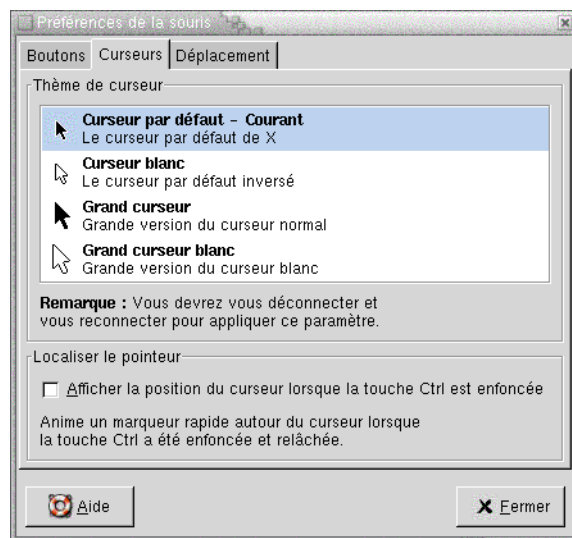 Préférences de la souris
Boutons Curseurs Déplacement
Thème de curseur
Curseur par défaut - Courant
Le curseur par défaut de X
Curseur blanc
Le curseur par défaut inversé
Grand curseur
Grande version du curseur normal
Grand curseur blanc
Grande version du curseur blanc
Remarque : Vous devrez vous déconnecter et
vous reconnecter pour appliquer ce paramètre.
Localiser le pointeur
Afficher la position du curseur lorsque la touche Ctrl est enfoncée
Anime un marqueur rapide autour du curseur lorsque
la touche Ctrl a été enfoncée et relâchée.
Aide Fermer